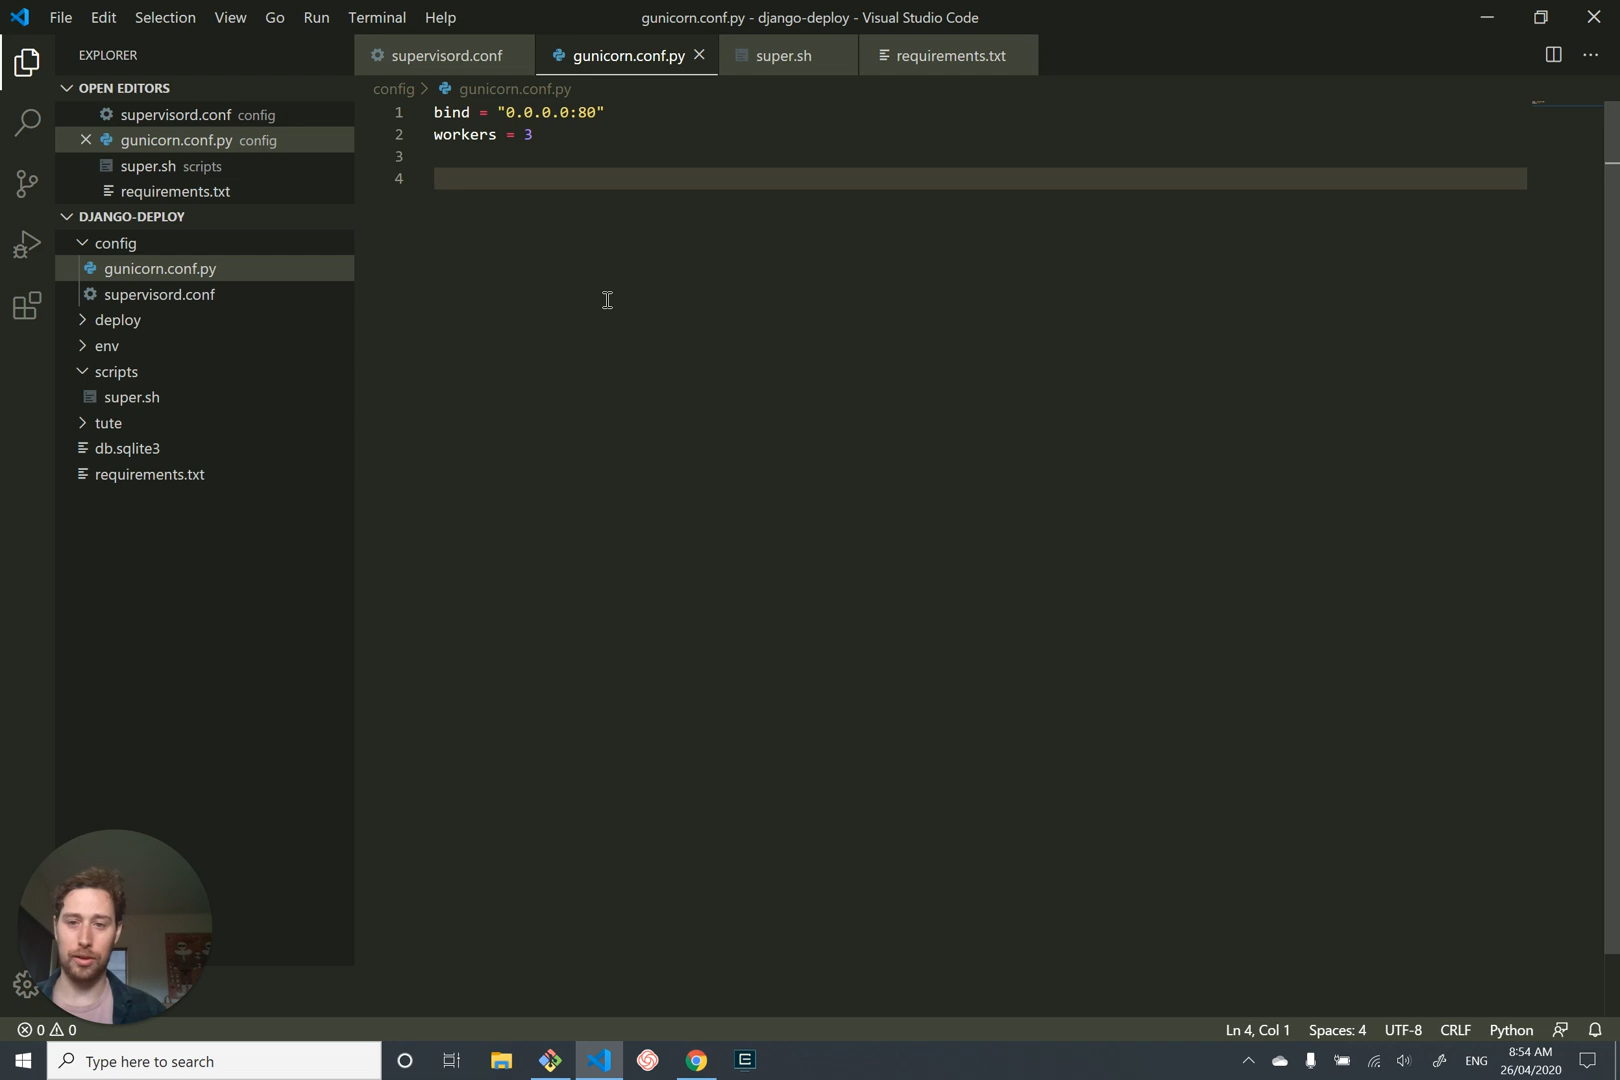 File Edit Selection View Go Run Terminal Help
gunicorn.conf.py - django-deploy - Visual Studio Code
EXPLORER
supervisord.conf
gunicorn.conf.py
super.sh
requirements.txt
OPEN EDITORS
supervisord.conf config
gunicorn.conf.py config
super.sh scripts
requirements.txt
DJANGO-DEPLOY
config
gunicorn.conf.py
supervisord.conf
deploy
env
scripts
super.sh
tute
db.sqlite3
requirements.txt
config > gunicorn.conf.py
1 bind = "0.0.0.0:80"
2 workers = 3
3
4
0 0
Ln 4, Col 1 Spaces: 4 UTF-8 CRLF Python
Type here to search
ENG
8:54 AM
26/04/2020